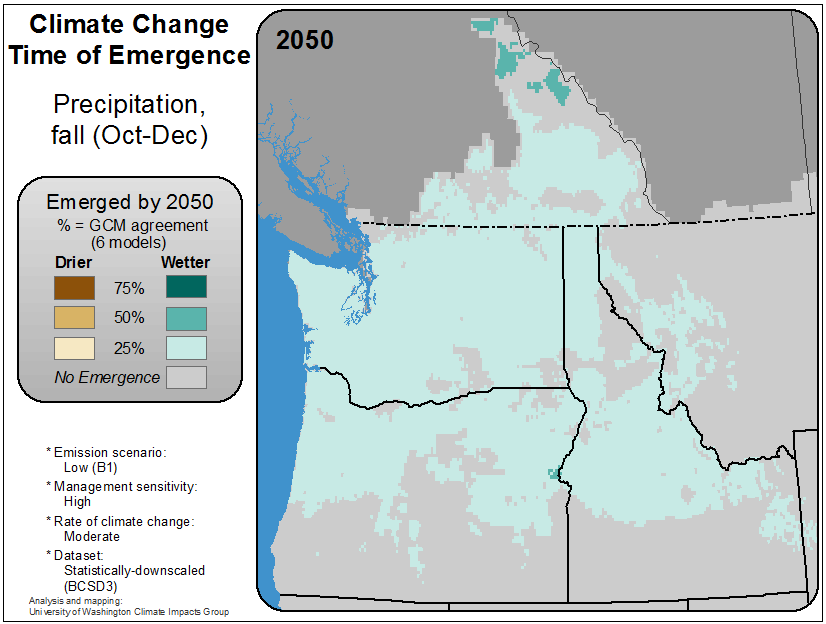 Climate Change
Time of Emergence
Precipitation,
fall (Oct-Dec)
Emerged by 2050
% = GCM agreement
(6 models)
Drier Wetter
75%
50%
25%
No Emergence
* Emission scenario:
Low (B1)
* Management sensitivity:
High
* Rate of climate change:
Moderate
* Dataset:
Statistically-downscaled
(BCSD3)
Analysis and mapping:
University of Washington Climate Impacts Group
2050